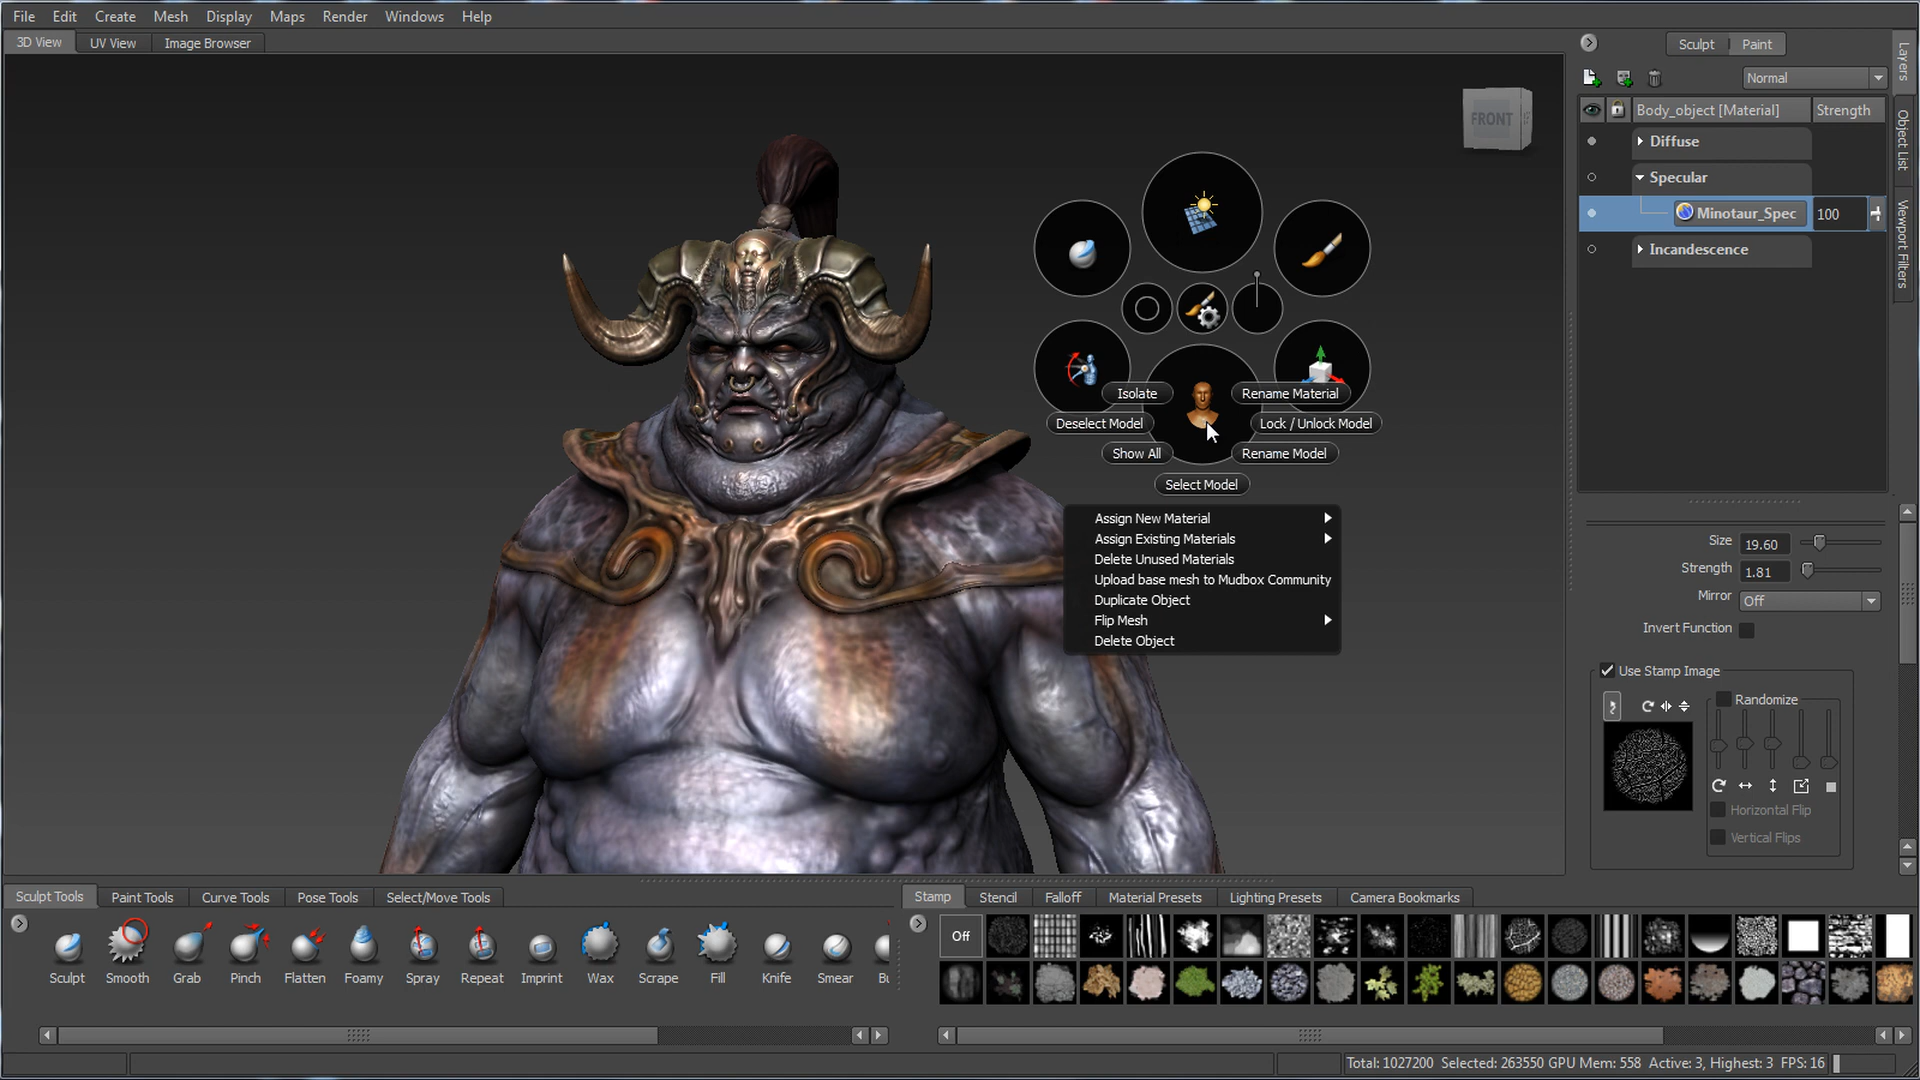 File Edit Create Mesh Display Maps Render Windows Help
3D View UV View Image Browser
Sculpt Paint
Normal
FRONT
Body_object [Material] Strength
Diffuse
Specular
Minotaur_Spec 100
Incandescence
Layers
Object List
Viewport Filters
Isolate Rename Material
Deselect Model Lock / Unlock Model
Show All Rename Model
Select Model
Assign New Material
Assign Existing Materials
Delete Unused Materials
Upload base mesh to Mudbox Community
Duplicate Object
Flip Mesh
Delete Object
Size 19.60
Strength 1.81
Mirror Off
Invert Function
Use Stamp Image
Randomize
Horizontal Flip
Vertical Flips
Sculpt Tools Paint Tools Curve Tools Pose Tools Select/Move Tools
Sculpt Smooth Grab Pinch Flatten Foamy Spray Repeat Imprint Wax Scrape Fill Knife Smear Bu
Stamp Stencil Falloff Material Presets Lighting Presets Camera Bookmarks
Off
Total: 1027200 Selected: 263550 GPU Mem: 558 Active: 3, Highest: 3 FPS: 16